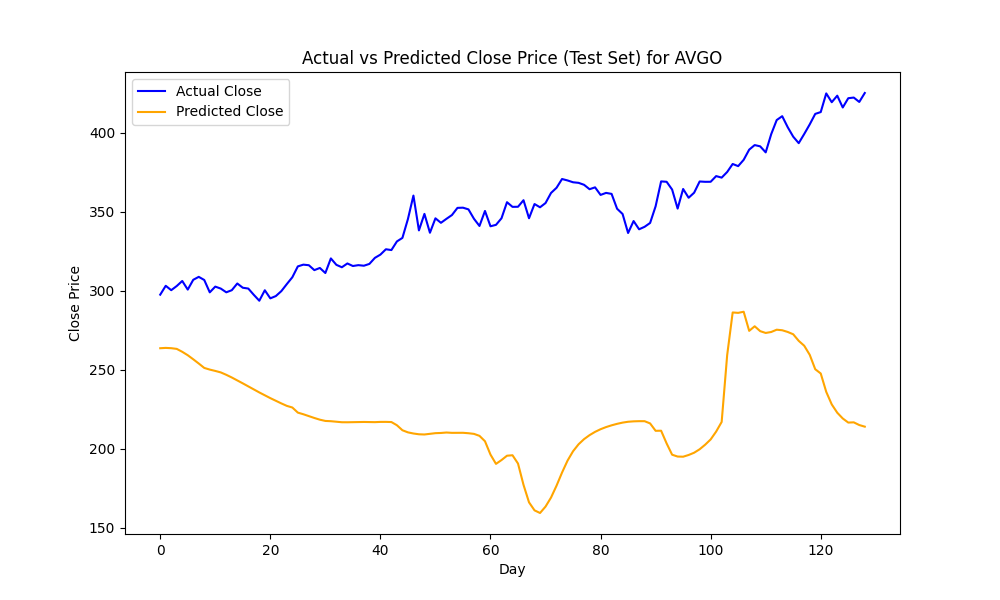 Actual vs Predicted Close Price (Test Set) for AVGO
Actual Close
Predicted Close
Close Price
400
350
300
250
200
150
0 20 40 60 80 100 120
Day